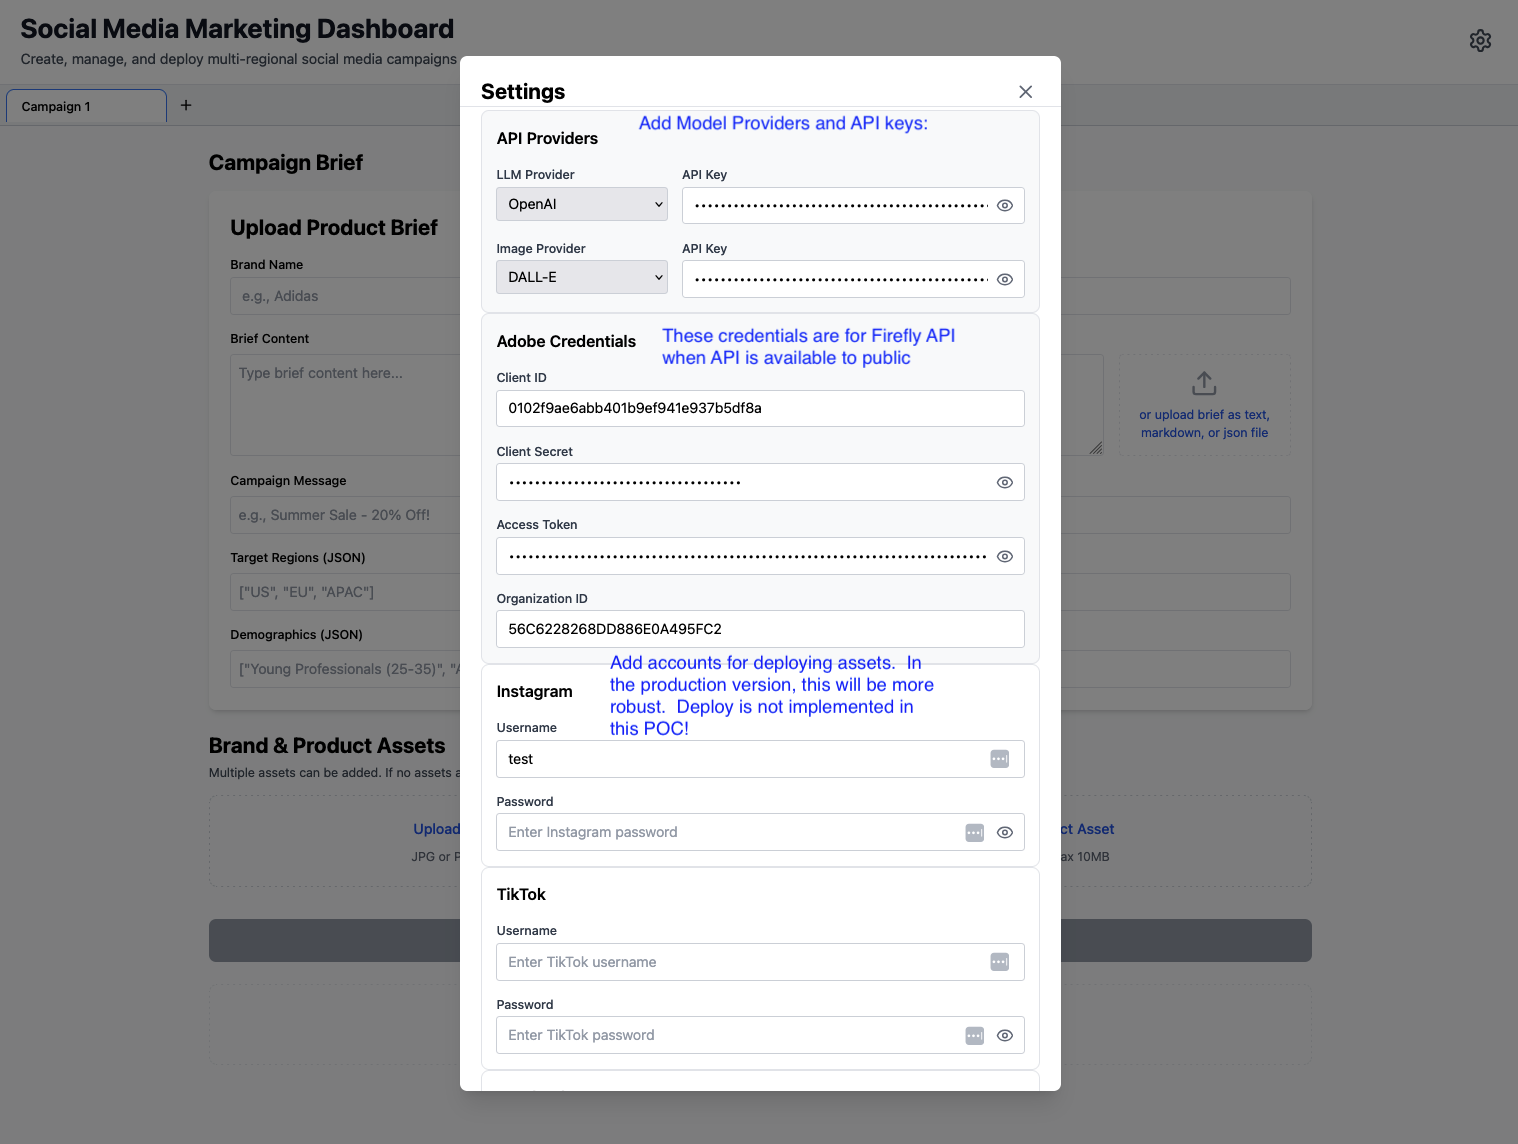 Social Media Marketing Dashboard
Create, manage, and deploy multi-regional social media campaigns
Campaign 1 +
Campaign Brief
Upload Product Brief
Brand Name
e.g., Adidas
Brief Content
Type brief content here...
or upload brief as text,
markdown, or json file
Campaign Message
e.g., Summer Sale - 20% Off!
Target Regions (JSON)
["US", "EU", "APAC"]
Demographics (JSON)
["Young Professionals (25-35)", "A
Brand & Product Assets
Multiple assets can be added. If no assets a
Upload
JPG or P
ct Asset
ax 10MB
Settings
Add Model Providers and API keys:
API Providers
LLM Provider
API Key
OpenAI
Image Provider
API Key
DALL-E
Adobe Credentials
These credentials are for Firefly API
when API is available to public
Client ID
0102f9ae6abb401b9ef941e937b5df8a
Client Secret
Access Token
Organization ID
56C6228268DD886E0A495FC2
Add accounts for deploying assets.  In
the production version, this will be more
robust.  Deploy is not implemented in
this POC!
Instagram
Username
test
Password
Enter Instagram password
TikTok
Username
Enter TikTok username
Password
Enter TikTok password